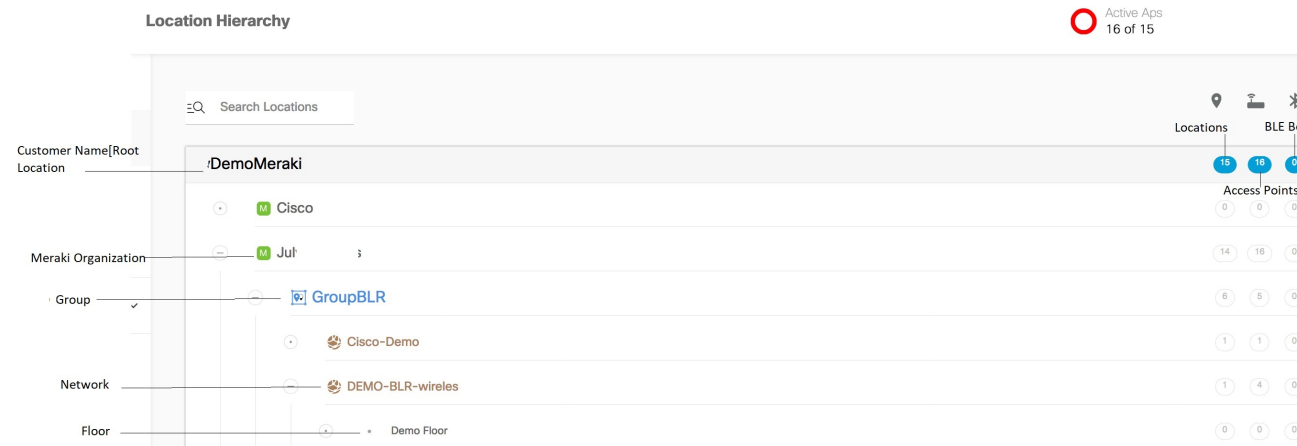 Location Hierarchy
Active Aps
16 of 15
Search Locations
Locations
BLE Be
Customer Name[Root
Location
DemoMeraki
15 16 0
Access Points
M Cisco
0 0 0
Meraki Organization
M
14 16 0
Group
GroupBLR
6 5 0
Cisco-Demo
1 1 0
Network
DEMO-BLR-wireles
1 4 0
Floor
Demo Floor
0 0 0